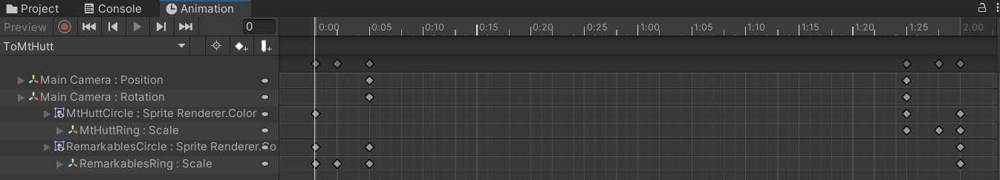 Project Console Animation
Preview 0 0:00 0:05 0:10 0:15 0:20 0:25 1:00 1:05 1:10 1:15 1:20 1:25 2:00
ToMtHutt
Main Camera : Position
Main Camera : Rotation
MtHuttCircle : Sprite Renderer.Color
MtHuttRing : Scale
RemarkablesCircle : Sprite Renderer.Co
RemarkablesRing : Scale